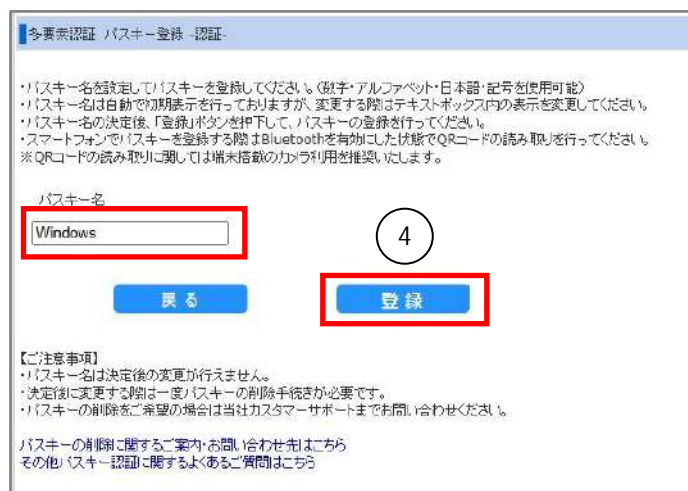 多要素認証 パスキー登録 -認証-
・パスキー名を設定してパスキーを登録してください。(数字・アルファベット・日本語・記号を使用可能)
・パスキー名は自動で初期表示を行っておりますが、変更する際はテキストボックス内の表示を変更してください。
・パスキー名の決定後、「登録」ボタンを押下して、パスキーの登録を行ってください。
・スマートフォンでパスキーを登録する際はBluetoothを有効にした状態でQRコードの読み取りを行ってください。
※QRコードの読み取りに関しては端末搭載のカメラ利用を推奨いたします。
パスキー名
Windows
4
戻る 登録
【ご注意事項】
・パスキー名は決定後の変更が行えません。
・決定後に変更する際は一度パスキーの削除手続きが必要です。
・パスキーの削除をご希望の場合は当社カスタマーサポートまでお問い合わせください。
パスキーの削除に関するご案内・お問い合わせ先はこちら
その他パスキー認証に関するよくあるご質問はこちら